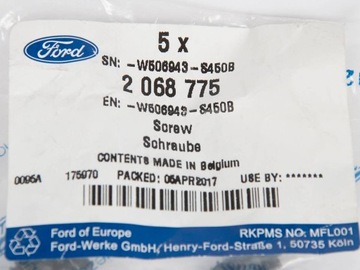 Ford
5 x
SN: -W506943-S450B
2 068 775
EN: -W506943-S450B
Screw
Schraube
CONTENTS MADE IN Belgium
0095A 175970 PACKED: 05APR2017 USE BY: *******
Ford of Europe RKPMS NO: MFL001
Ford-Werke GmbH, Henry-Ford-Straße 1, 50735 Köln